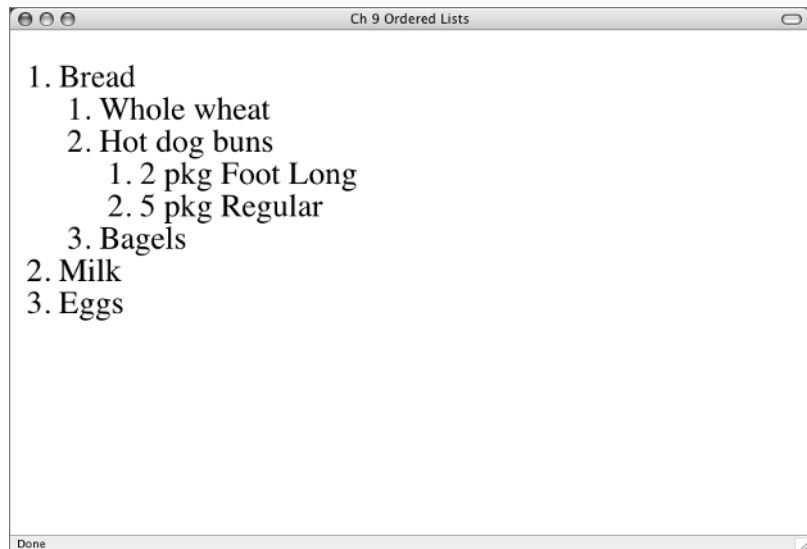 Ch 9 Ordered Lists
1. Bread
1. Whole wheat
2. Hot dog buns
1. 2 pkg Foot Long
2. 5 pkg Regular
3. Bagels
2. Milk
3. Eggs
Done